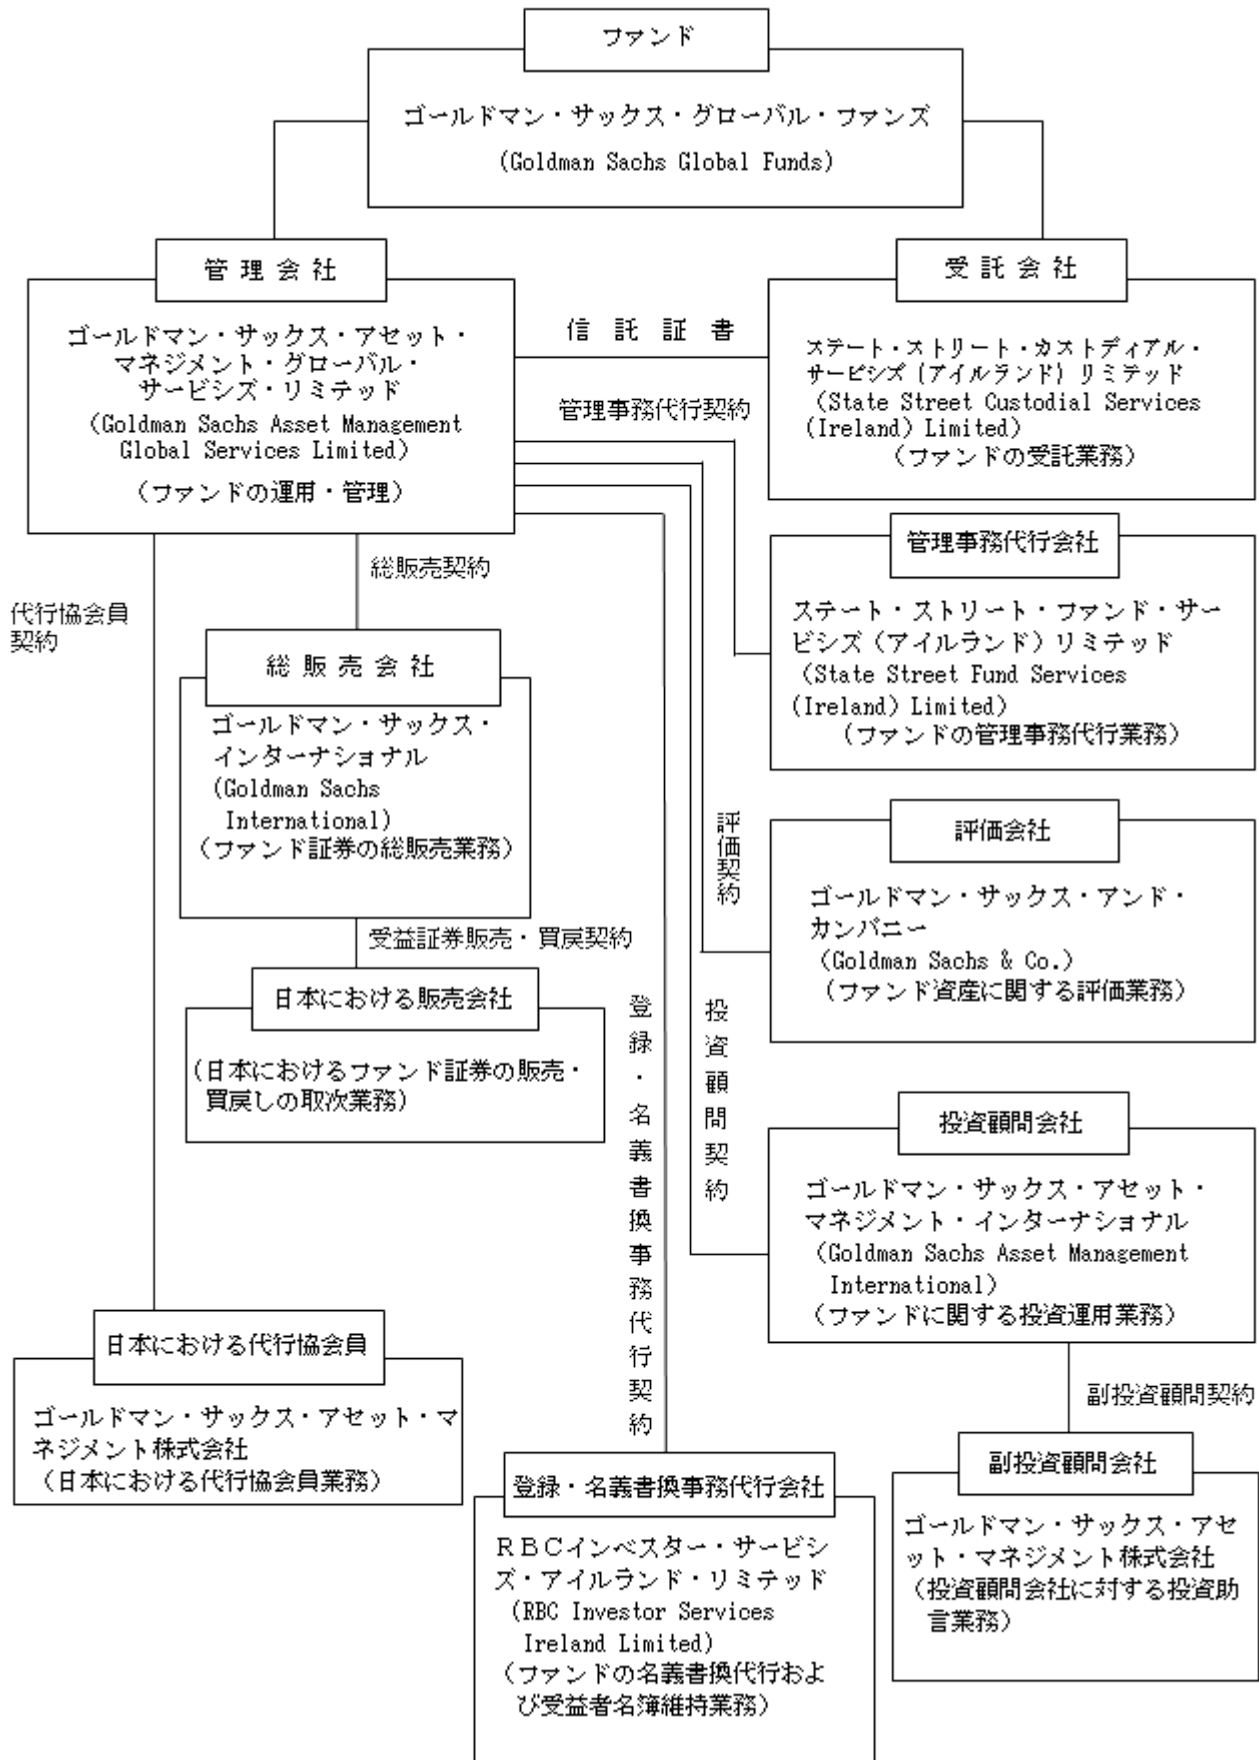 ファンド
ゴールドマン・サックス・グローバル・ファンズ
(Goldman Sachs Global Funds)
管理会社
ゴールドマン・サックス・アセット・
マネジメント・グローバル・
サービシズ・リミテッド
(Goldman Sachs Asset Management
Global Services Limited)
(ファンドの運用・管理)
信託証書
管理事務代行契約
受託会社
ステート・ストリート・カストディアル・
サービシズ(アイルランド)リミテッド
(State Street Custodial Services
(Ireland) Limited)
(ファンドの受託業務)
管理事務代行会社
ステート・ストリート・ファンド・サー
ビシズ(アイルランド)リミテッド
(State Street Fund Services
(Ireland) Limited)
(ファンドの管理事務代行業務)
代行協会員
契約
総販売契約
総販売会社
ゴールドマン・サックス・
インターナショナル
(Goldman Sachs
International)
(ファンド証券の総販売業務)
評価契約
評価会社
ゴールドマン・サックス・アンド・
カンパニー
(Goldman Sachs & Co.)
(ファンド資産に関する評価業務)
受益証券販売・買戻契約
日本における販売会社
(日本におけるファンド証券の販売・
買戻しの取次業務)
登録・名義書換事務代行契約
投資顧問契約
投資顧問会社
ゴールドマン・サックス・アセット・
マネジメント・インターナショナル
(Goldman Sachs Asset Management
International)
(ファンドに関する投資運用業務)
日本における代行協会員
ゴールドマン・サックス・アセット・マ
ネジメント株式会社
(日本における代行協会員業務)
副投資顧問契約
副投資顧問会社
ゴールドマン・サックス・アセ
ット・マネジメント株式会社
(投資顧問会社に対する投資助
言業務)
登録・名義書換事務代行会社
RBCインベスター・サービシ
ズ・アイルランド・リミテッド
(RBC Investor Services
Ireland Limited)
(ファンドの名義書換代行およ
び受益者名簿維持業務)